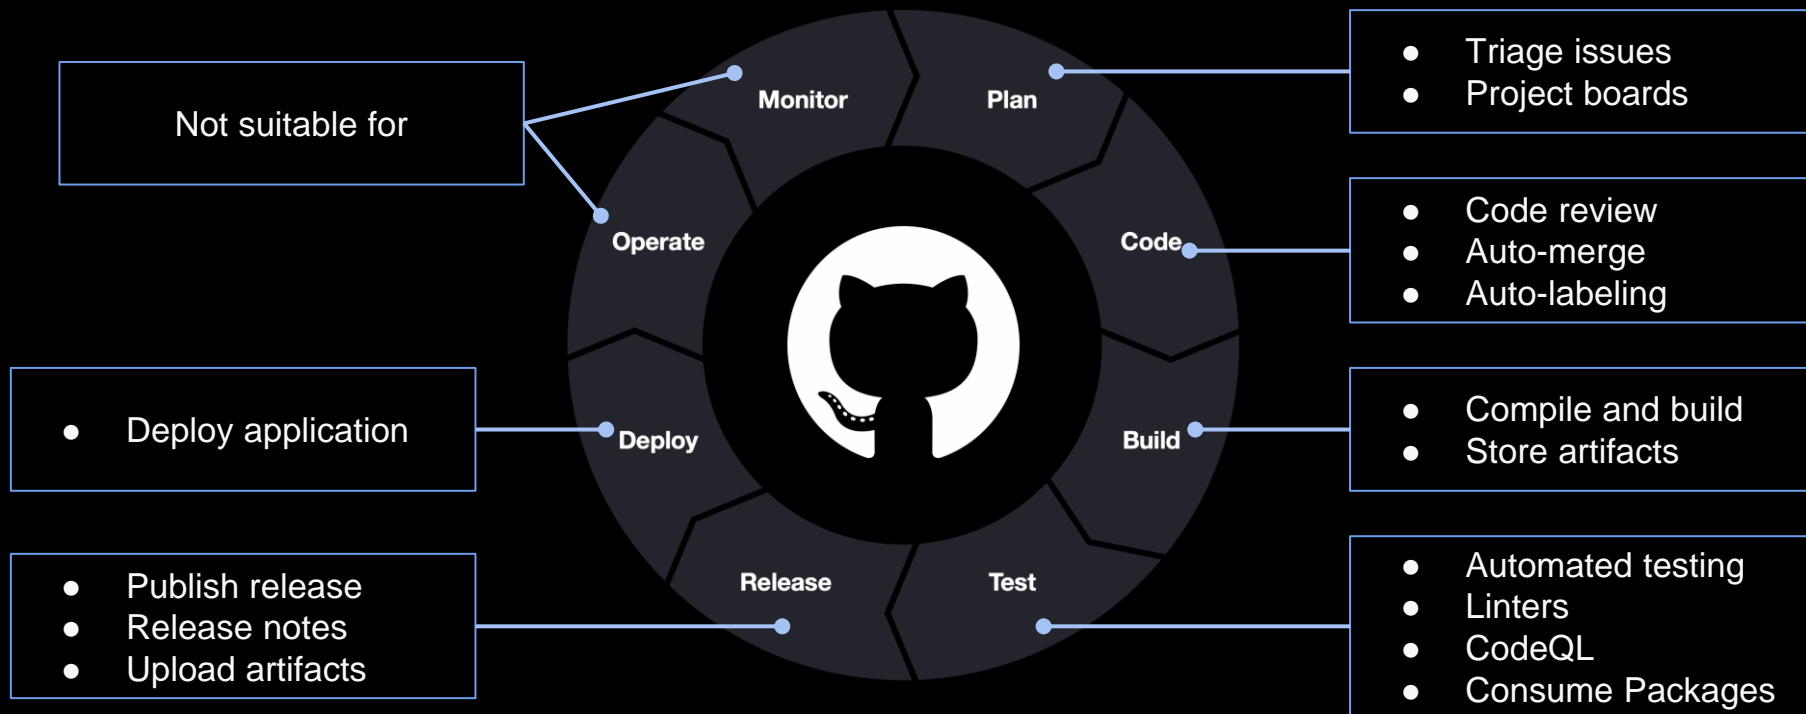 Not suitable for
Monitor
Plan
● Triage issues
● Project boards
Operate
Code
● Code review
● Auto-merge
● Auto-labeling
● Deploy application
Deploy
Build
● Compile and build
● Store artifacts
● Publish release
● Release notes
● Upload artifacts
Release
Test
● Automated testing
● Linters
● CodeQL
● Consume Packages